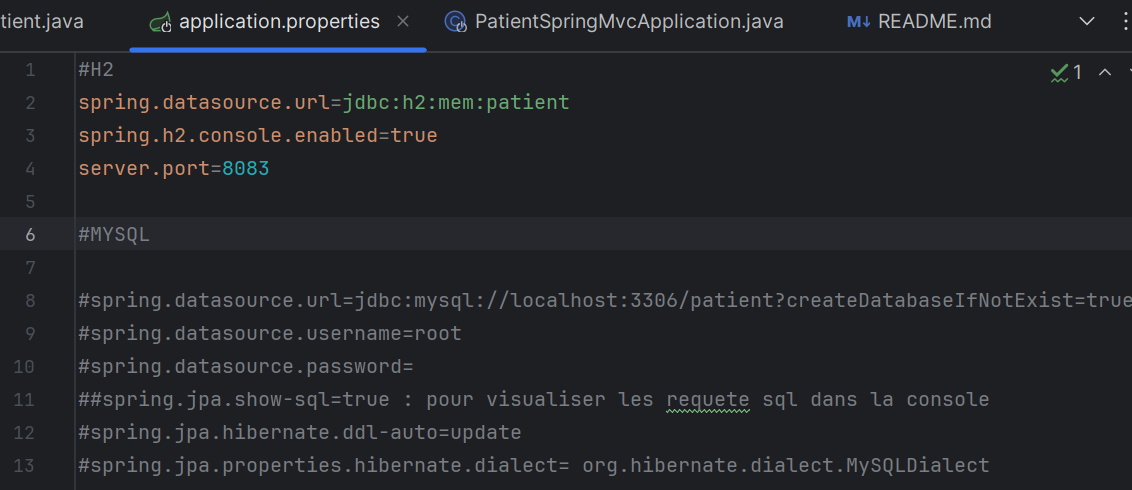 tient.java application.properties PatientSpringMvcApplication.java M↓ README.md
1 #H2
2 spring.datasource.url=jdbc:h2:mem:patient
3 spring.h2.console.enabled=true
4 server.port=8083
5
6 #MYSQL
7
8 #spring.datasource.url=jdbc:mysql://localhost:3306/patient?createDatabaseIfNotExist=true
9 #spring.datasource.username=root
10 #spring.datasource.password=
11 ##spring.jpa.show-sql=true : pour visualiser les requete sql dans la console
12 #spring.jpa.hibernate.ddl-auto=update
13 #spring.jpa.properties.hibernate.dialect= org.hibernate.dialect.MySQLDialect
1